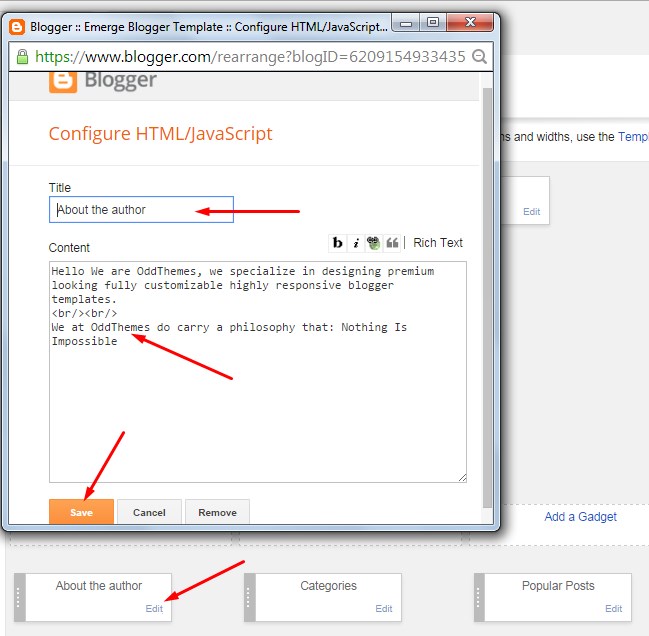 Blogger :: Emerge Blogger Template :: Configure HTML/JavaScript...
https://www.blogger.com/rearrange?blogID=6209154933435
Blogger
Configure HTML/JavaScript
ns and widths, use the Templ
Edit
Title
About the author
Content
b i Rich Text
Hello We are OddThemes, we specialize in designing premium
looking fully customizable highly responsive blogger
templates.
<br/><br/>
We at OddThemes do carry a philosophy that: Nothing Is
Impossible
Save Cancel Remove
Add a Gadget
About the author Categories Popular Posts
Edit Edit Edit